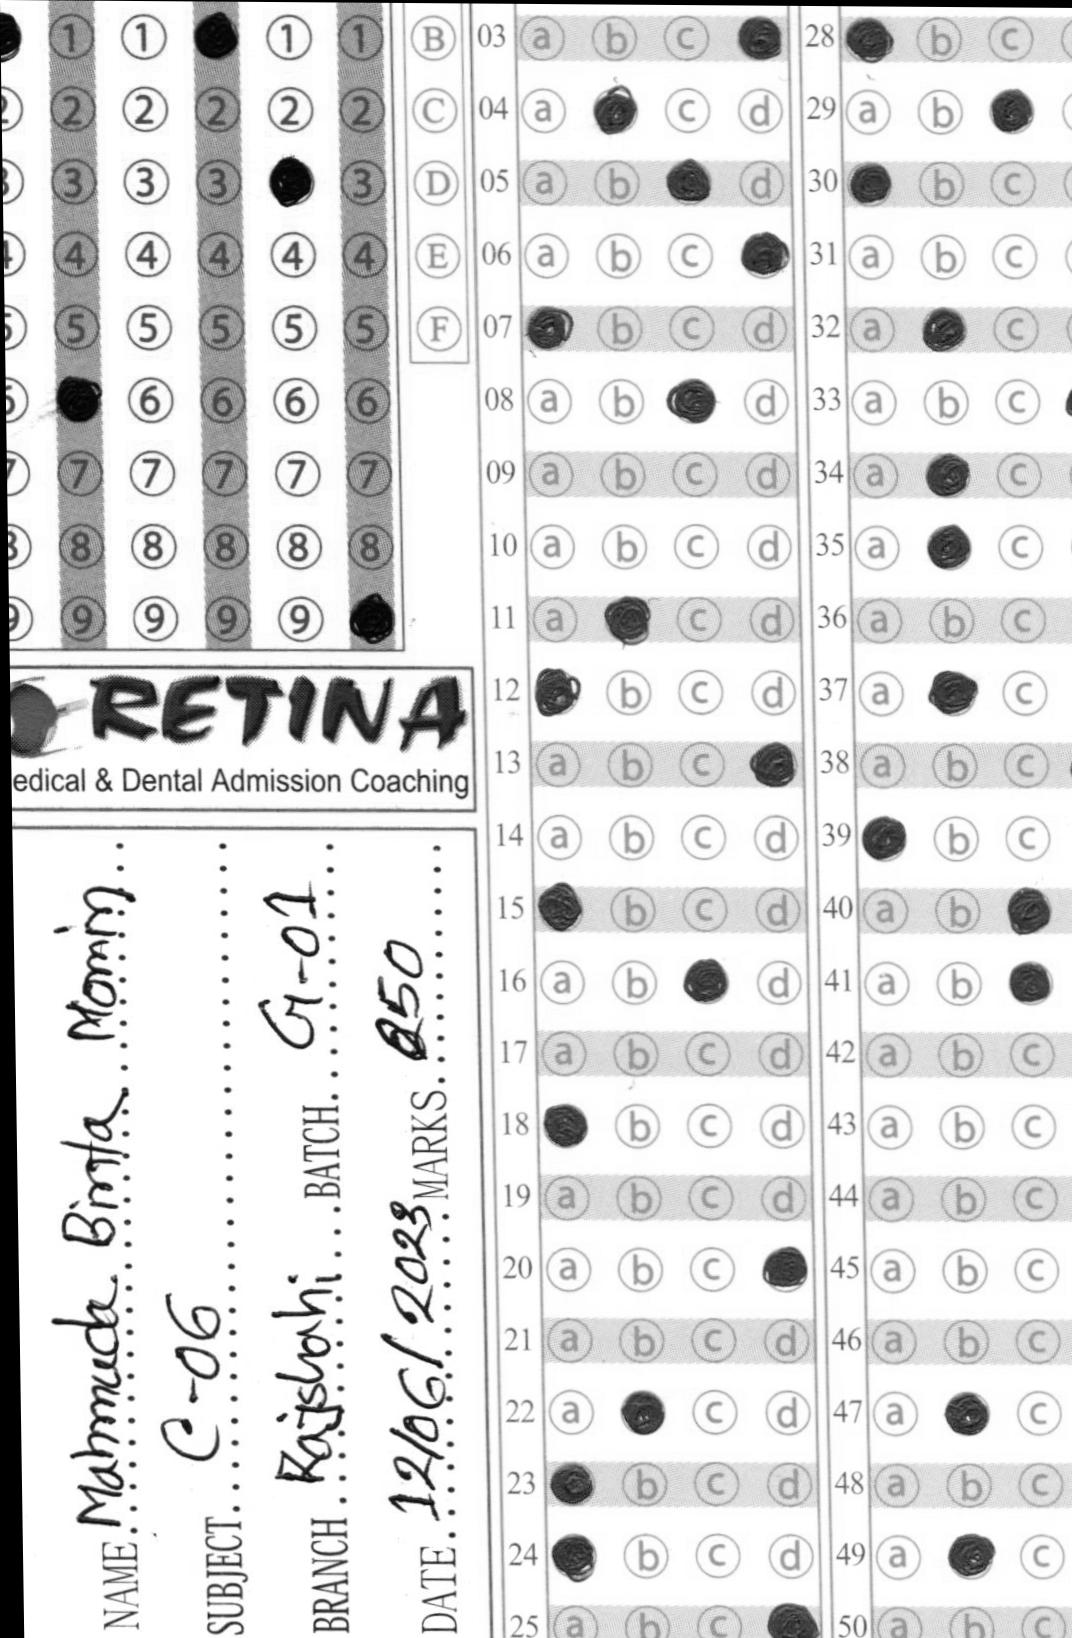 1 1 1 1 B 03 a b c 28 b c
2 2 2 2 2 2 C 04 a c d 29 a b
3 3 3 3 3 D 05 a b d 30 b c
4 4 4 4 4 4 E 06 a b c 31 a b c
5 5 5 5 5 5 F 07 b c d 32 a c
6 6 6 6 6 08 a b d 33 a b c
7 7 7 7 7 7 09 a b c d 34 a c
8 8 8 8 8 8 10 a b c d 35 a c
9 9 9 9 9 11 a c d 36 a b c
RETINA 12 b c d 37 a c
edical & Dental Admission Coaching 13 a b c 38 a b c
14 a b c d 39 b c
15 b c d 40 a b
16 a b d 41 a b
17 a b c d 42 a b c
18 b c d 43 a b c
19 a b c d 44 a b c
20 a b c 45 a b c
21 a b c d 46 a b c
22 a c d 47 a c
23 b c d 48 a b c
24 b c d 49 a c
25 a b c 50 a b c
NAME Mahmuda Binta Momin
SUBJECT C-06
BRANCH Rajshahi BATCH G-01
DATE 12/06/2023 MARKS 850